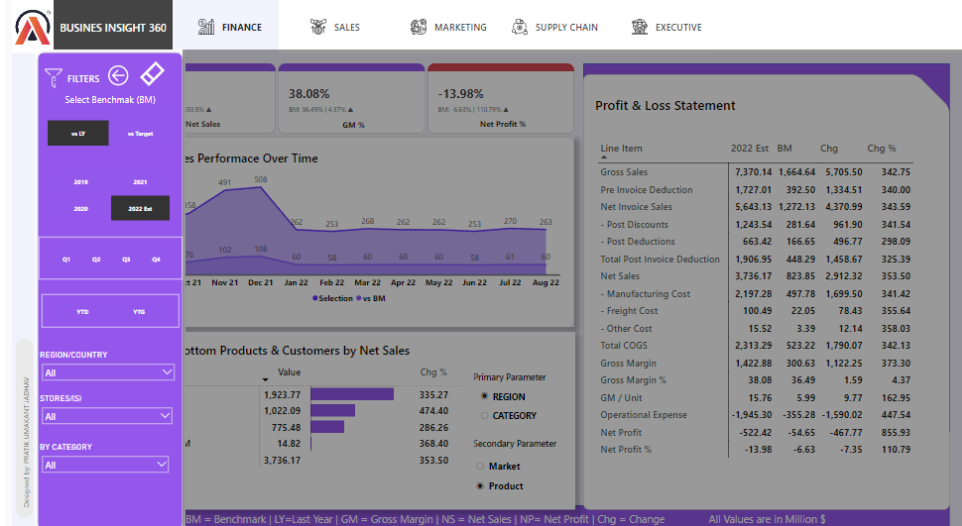 BUSINES INSIGHT 360
FINANCE
SALES
MARKETING
SUPPLY CHAIN
EXECUTIVE
FILTERS
Select Benchmak (BM)
vs LY vs Target
2019 2021
2020 2022 Est
Q1 Q2 Q3 Q4
YTD YTG
REGION/COUNTRY
All
STORES/(S)
All
BY CATEGORY
All
Designed by: PRATIK UMAKANT JADHAV
53.5% ▲
Net Sales
38.08%
BM: 36.49% | 4.37% ▲
GM %
-13.98%
BM: -6.63% | 110.79% ▲
Net Profit %
es Performace Over Time
491 508 262 253 268 262 262 253 270 263
102 108 60 58 60 60 60 58 61 60
Nov 21 Dec 21 Jan 22 Feb 22 Mar 22 Apr 22 May 22 Jun 22 Jul 22 Aug 22
Selection vs BM
ottom Products & Customers by Net Sales
Value Chg %
1,923.77 335.27
1,022.09 474.40
775.48 286.26
M 14.82 368.40
3,736.17 353.50
Primary Parameter
REGION
CATEGORY
Secondary Parameter
Market
Product
Profit & Loss Statement
Line Item 2022 Est BM Chg Chg %
Gross Sales 7,370.14 1,664.64 5,705.50 342.75
Pre Invoice Deduction 1,727.01 392.50 1,334.51 340.00
Net Invoice Sales 5,643.13 1,272.13 4,370.99 343.59
- Post Discounts 1,243.54 281.64 961.90 341.54
- Post Deductions 663.42 166.65 496.77 298.09
Total Post Invoice Deduction 1,906.95 448.29 1,458.67 325.39
Net Sales 3,736.17 823.85 2,912.32 353.50
- Manufacturing Cost 2,197.28 497.78 1,699.50 341.42
- Freight Cost 100.49 22.05 78.43 355.64
- Other Cost 15.52 3.39 12.14 358.03
Total COGS 2,313.29 523.22 1,790.07 342.13
Gross Margin 1,422.88 300.63 1,122.25 373.30
Gross Margin % 38.08 36.49 1.59 4.37
GM / Unit 15.76 5.99 9.77 162.95
Operational Expense -1,945.30 -355.28 -1,590.02 447.54
Net Profit -522.42 -54.65 -467.77 855.93
Net Profit % -13.98 -6.63 -7.35 110.79
BM = Benchmark | LY=Last Year | GM = Gross Margin | NS = Net Sales | NP= Net Profit | Chg = Change All Values are in Million $